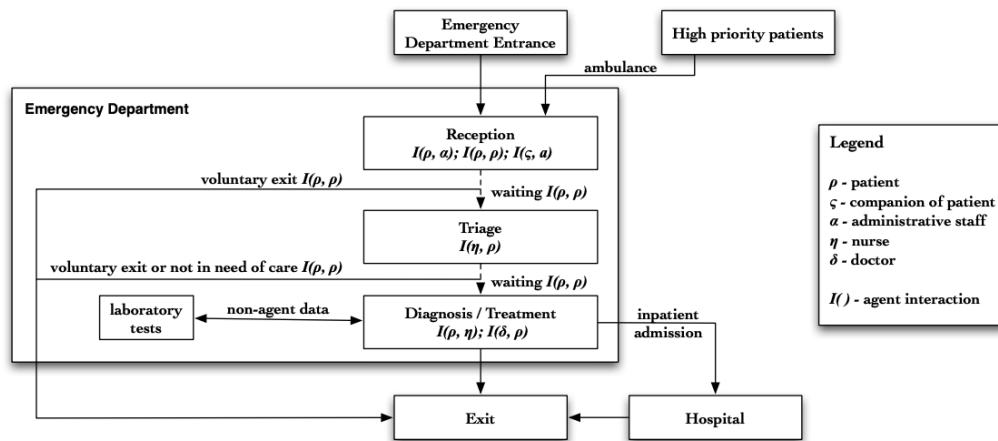 Emergency
Department Entrance
High priority patients
ambulance
Emergency Department
Reception
I(ρ, α); I(ρ, ρ); I(ς, a)
voluntary exit I(ρ, ρ)
waiting I(ρ, ρ)
Triage
I(η, ρ)
voluntary exit or not in need of care I(ρ, ρ)
waiting I(ρ, ρ)
laboratory
tests
non-agent data
Diagnosis / Treatment
I(ρ, η); I(δ, ρ)
inpatient
admission
Exit
Hospital
Legend
ρ - patient
ς - companion of patient
α - administrative staff
η - nurse
δ - doctor
I( ) - agent interaction